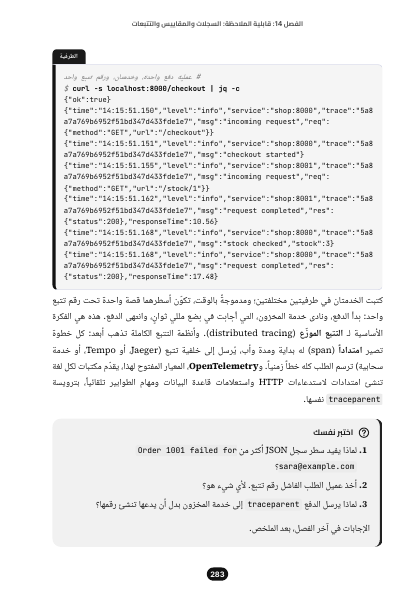 الفصل 14: قابلية الملاحظة: السجلات والمقاييس والتتبعات
الطرفية
# عملية دفع واحدة، وخدمتان، ورقم تتبع واحد
$ curl -s localhost:8000/checkout | jq -c
{"ok":true}
{"time":"14:15:51.150","level":"info","service":"shop:8000","trace":"5a8
a7a769b6952f51bd347d433fde1e7","msg":"incoming request","req":
{"method":"GET","url":"/checkout"}}
{"time":"14:15:51.151","level":"info","service":"shop:8000","trace":"5a8
a7a769b6952f51bd347d433fde1e7","msg":"checkout started"}
{"time":"14:15:51.155","level":"info","service":"shop:8001","trace":"5a8
a7a769b6952f51bd347d433fde1e7","msg":"incoming request","req":
{"method":"GET","url":"/stock/1"}}
{"time":"14:15:51.162","level":"info","service":"shop:8001","trace":"5a8
a7a769b6952f51bd347d433fde1e7","msg":"request completed","res":
{"status":200},"responseTime":10.56}
{"time":"14:15:51.168","level":"info","service":"shop:8000","trace":"5a8
a7a769b6952f51bd347d433fde1e7","msg":"stock checked","stock":3}
{"time":"14:15:51.168","level":"info","service":"shop:8000","trace":"5a8
a7a769b6952f51bd347d433fde1e7","msg":"request completed","res":
{"status":200},"responseTime":17.48}
كتبت الخدمتان في طرفيتين مختلفتين؛ ومدموجةً بالوقت، تكوّن أسطرهما قصة واحدة تحت رقم تتبع
واحد: بدأ الدفع، ونادى خدمة المخزون، التي أجابت في بضع مللي ثوانٍ، وانتهى الدفع. هذه هي الفكرة
الأساسية لـ التتبع الموزّع (distributed tracing). وأنظمة التتبع الكاملة تذهب أبعد: كل خطوة
تصير امتداداً (span) له بداية ومدة وأب، يُرسل إلى خلفية تتبع (Jaeger أو Tempo، أو خدمة
سحابية) ترسم الطلب كله خطاً زمنياً. وOpenTelemetry، المعيار المفتوح لهذا، يقدّم مكتبات لكل لغة
تنشئ امتدادات لاستدعاءات HTTP واستعلامات قاعدة البيانات ومهام الطوابير تلقائياً، بترويسة
traceparent نفسها.
اختبر نفسك
1. لماذا يفيد سطر سجل JSON أكثر من Order 1001 failed for
sara@example.com؟
2. أخذ عميل الطلب الفاشل رقم تتبع. لأي شيء هو؟
3. لماذا يرسل الدفع traceparent إلى خدمة المخزون بدل أن يدعها تنشئ رقمها؟
الإجابات في آخر الفصل، بعد الملخص.
283